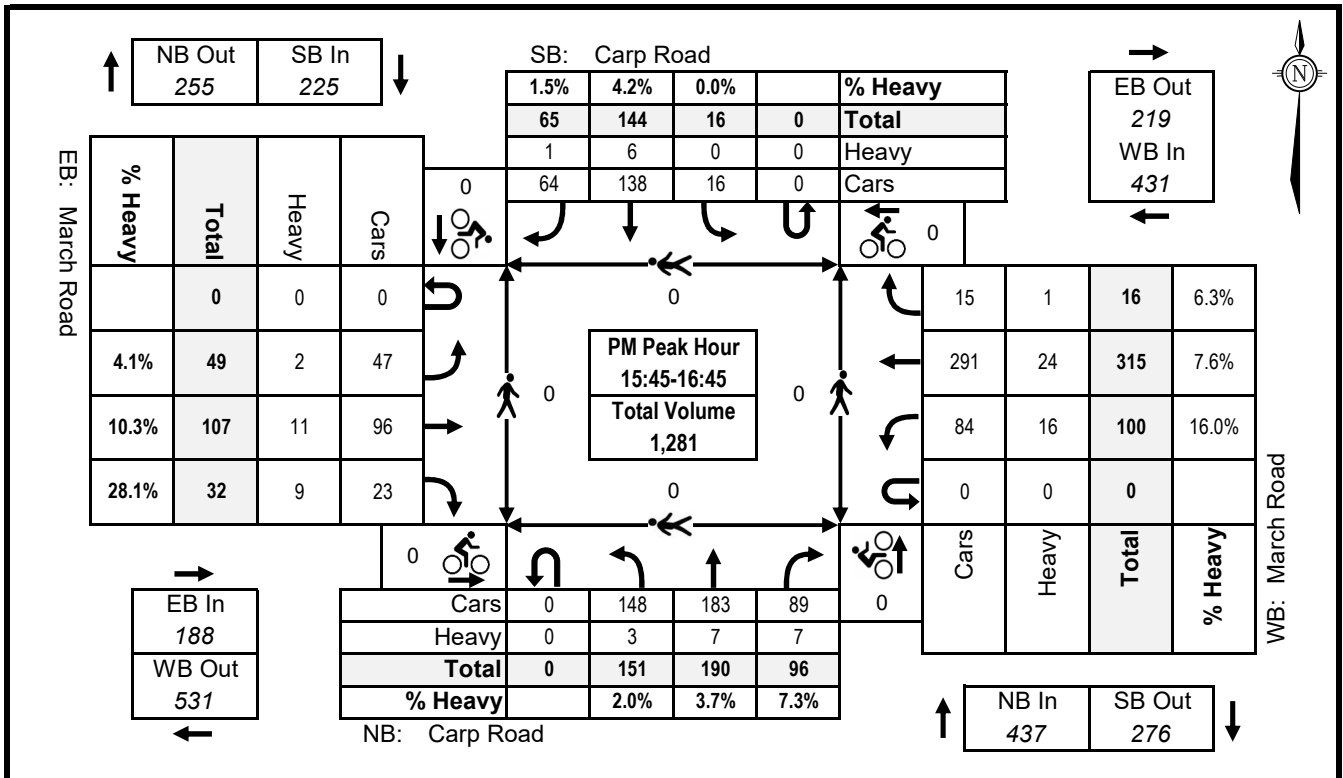 NB Out SB In
255 225
SB: Carp Road
1.5% 4.2% 0.0% % Heavy
65 144 16 0 Total
1 6 0 0 Heavy
64 138 16 0 Cars
EB Out
219
WB In
431
N
EB: March Road
% Heavy Total Heavy Cars
0 0 0
4.1% 49 2 47
10.3% 107 11 96
28.1% 32 9 23
0
0
0
PM Peak Hour
15:45-16:45
Total Volume
1,281
0
0
0
15 1 16 6.3%
291 24 315 7.6%
84 16 100 16.0%
0 0 0
Cars Heavy Total % Heavy
WB: March Road
0
0
Cars 0 148 183 89
Heavy 0 3 7 7
Total 0 151 190 96
% Heavy 2.0% 3.7% 7.3%
NB: Carp Road
EB In
188
WB Out
531
NB In SB Out
437 276